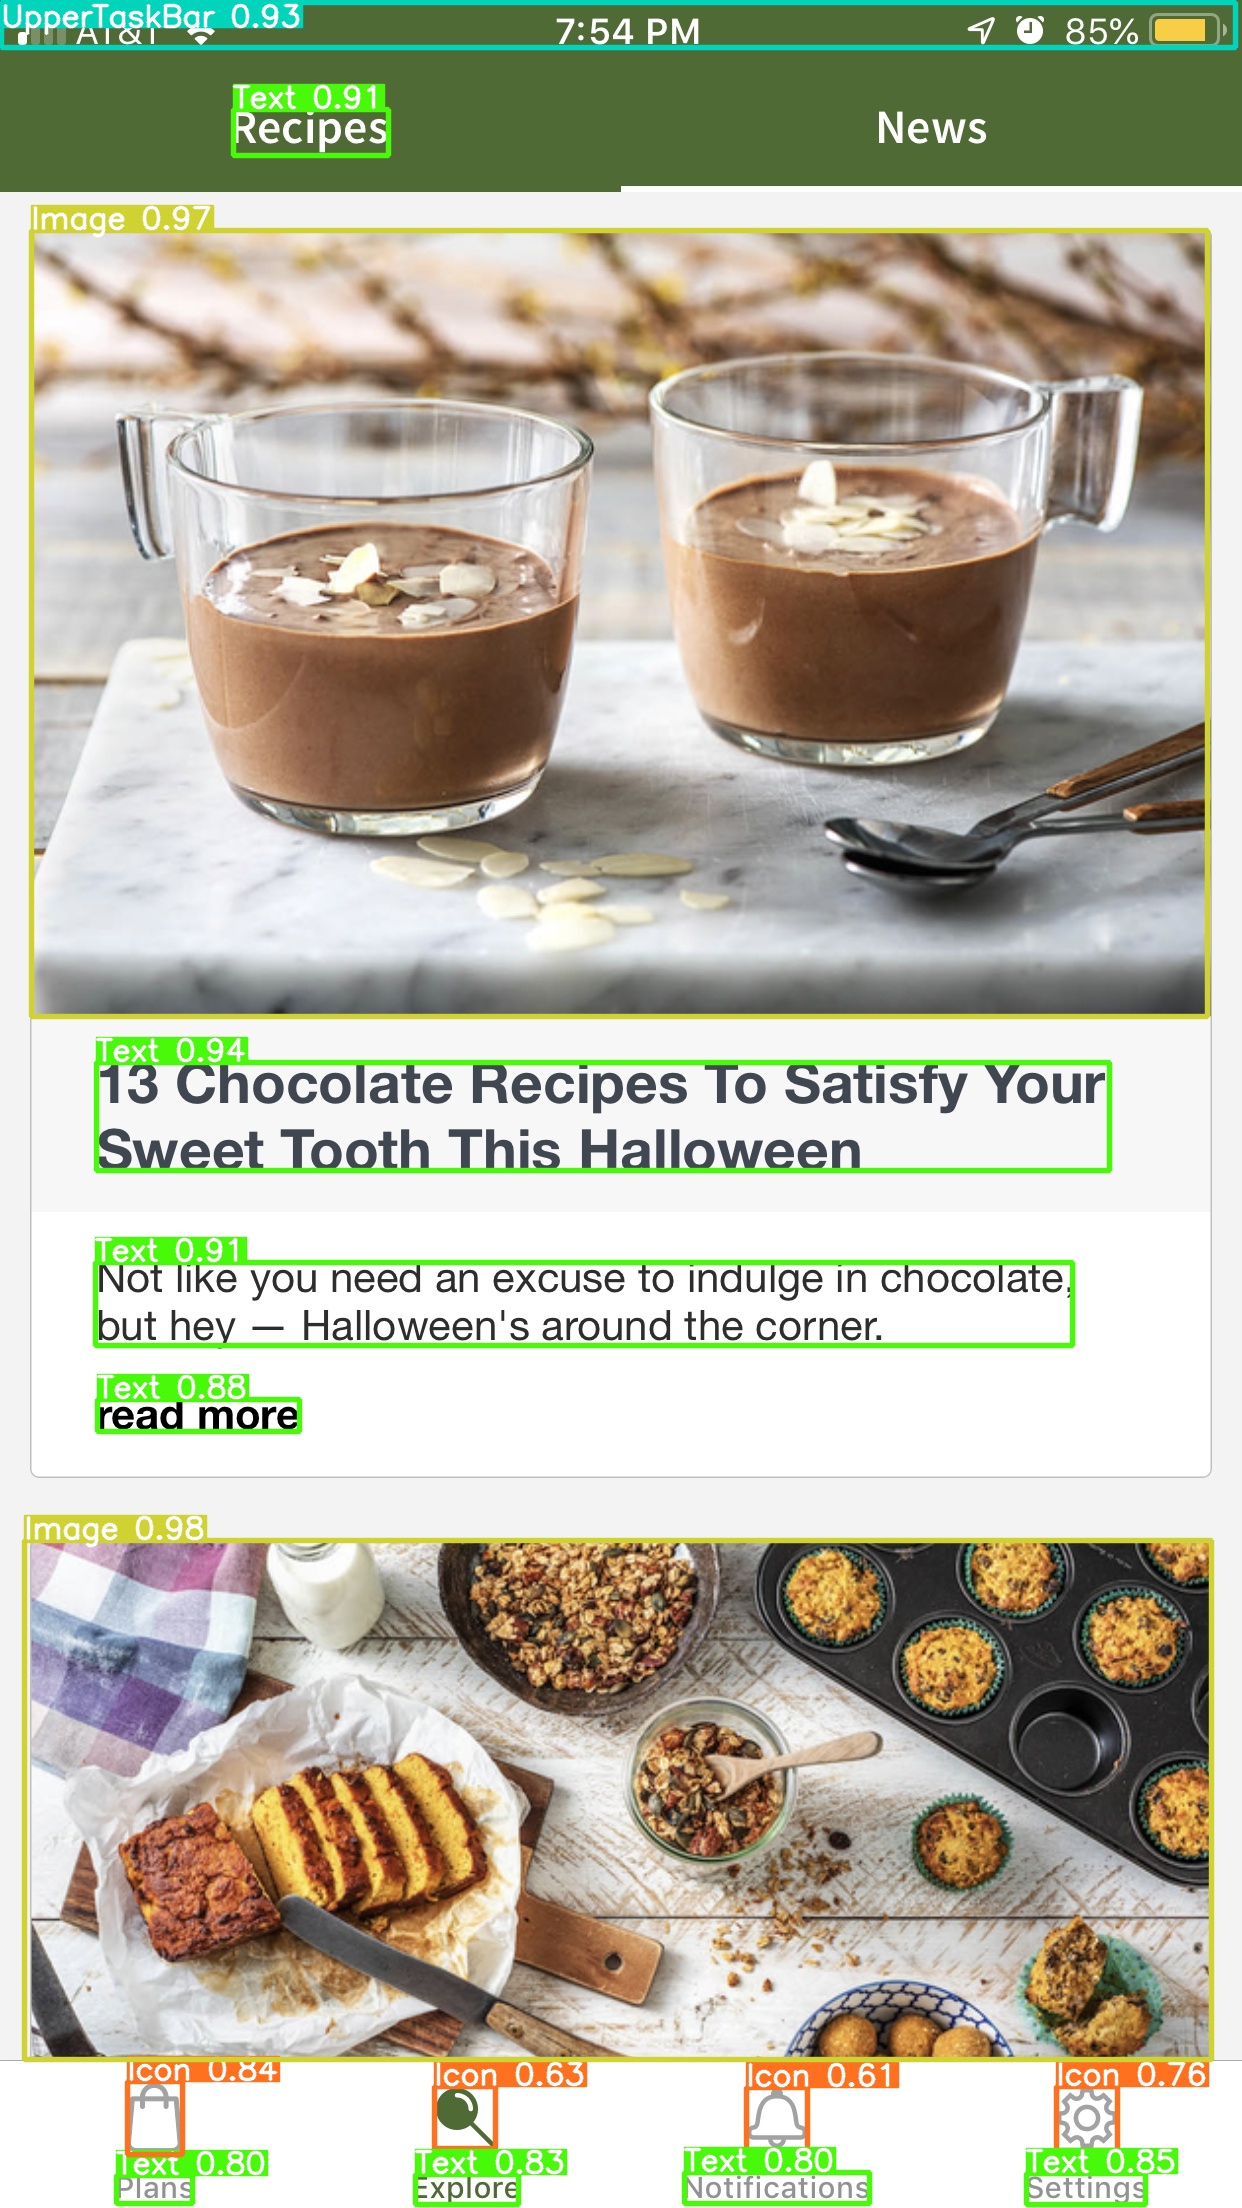 UpperTaskBar 0.93
AT&T 7:54 PM 85%
Text 0.91
Recipes News
Image 0.97
Text 0.94
13 Chocolate Recipes To Satisfy Your
Sweet Tooth This Halloween
Text 0.91
Not like you need an excuse to indulge in chocolate,
but hey — Halloween's around the corner.
Text 0.88
read more
Image 0.98
Icon 0.84 Icon 0.63 Icon 0.61 Icon 0.76
Text 0.80 Text 0.83 Text 0.80 Text 0.85
Plans Explore Notifications Settings